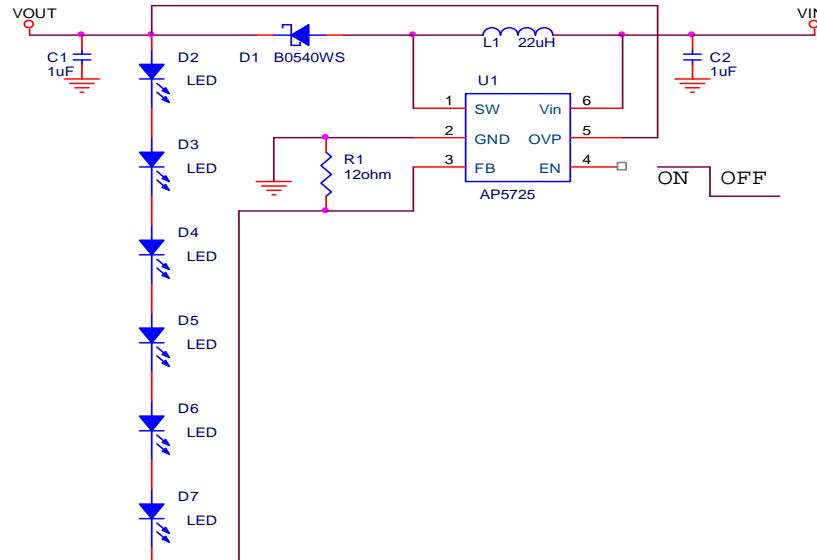 VOUT
VIN
C1
1uF
D2
LED
D1 B0540WS
L1 22uH
C2
1uF
U1
1 SW Vin 6
2 GND OVP 5
3 FB EN 4
AP5725
R1
12ohm
ON OFF
D3
LED
D4
LED
D5
LED
D6
LED
D7
LED